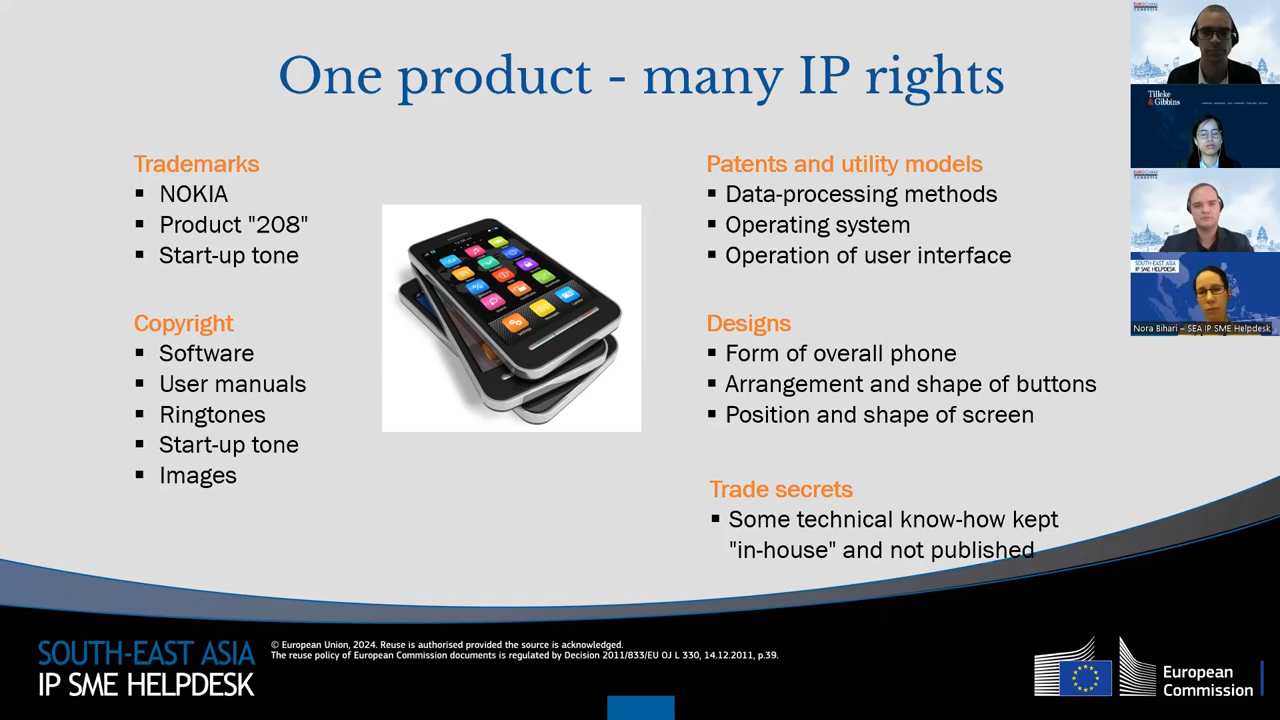 One product - many IP rights
Trademarks
▪ NOKIA
▪ Product "208"
▪ Start-up tone
Copyright
▪ Software
▪ User manuals
▪ Ringtones
▪ Start-up tone
▪ Images
Patents and utility models
▪ Data-processing methods
▪ Operating system
▪ Operation of user interface
Designs
▪ Form of overall phone
▪ Arrangement and shape of buttons
▪ Position and shape of screen
Trade secrets
▪ Some technical know-how kept
"in-house" and not published
Tilleke
& Gibbins
SOUTH-EAST ASIA
IP SME HELPDESK
Nora Bihari – SEA IP SME Helpdesk
SOUTH-EAST ASIA
IP SME HELPDESK
© European Union, 2024. Reuse is authorised provided the source is acknowledged.
The reuse policy of European Commission documents is regulated by Decision 2011/833/EU OJ L 330, 14.12.2011, p.39.
European
Commission